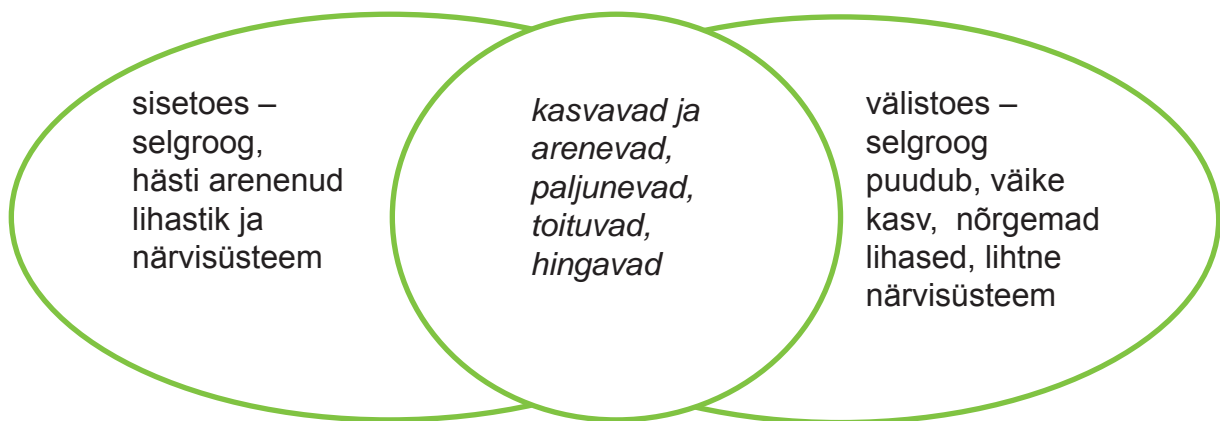 sisetoes –
selgroog,
hästi arenenud
lihastik ja
närvisüsteem
kasvavad ja
arenevad,
paljunevad,
toituvad,
hingavad
välistoes –
selgroog
puudub, väike
kasv, nõrgemad
lihased, lihtne
närvisüsteem